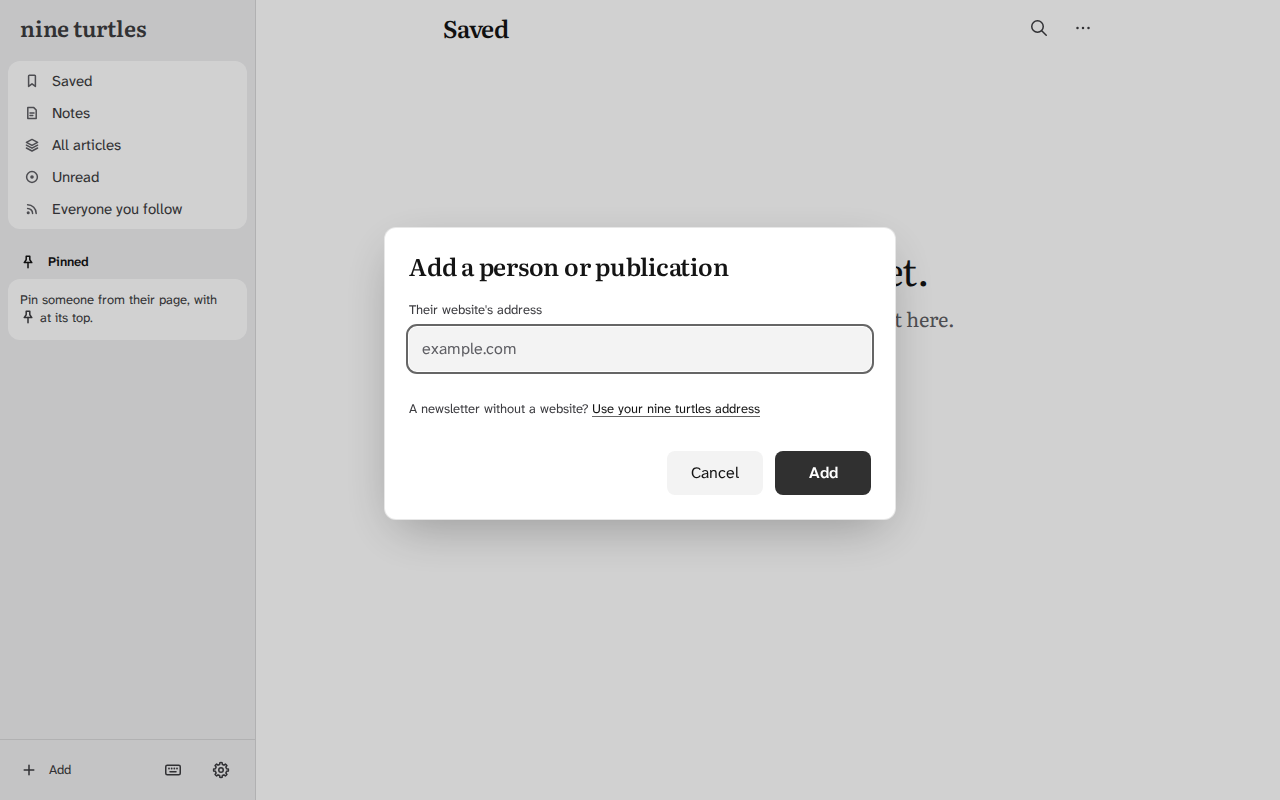 nine turtles
Saved
Notes
All articles
Unread
Everyone you follow
Pinned
Pin someone from their page, with
at its top.
Add
Saved
t here.
Add a person or publication
Their website's address
example.com
A newsletter without a website? Use your nine turtles address
Cancel
Add